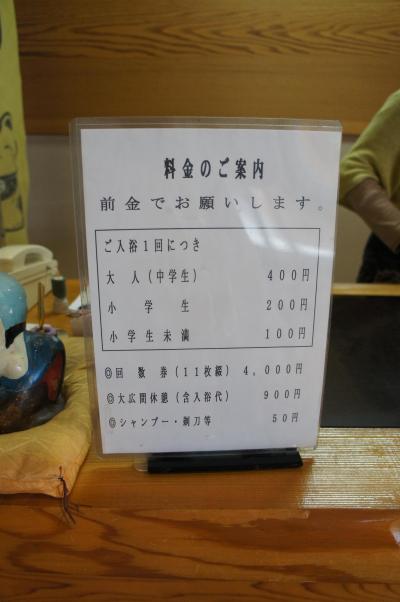 料金のご案内
前金でお願いします。
ご入浴1回につき
大人(中学生) 400円
小学生 200円
小学生未満 100円
◎回数券(11枚綴) 4,000円
◎大広間休憩(含入浴代) 900円
◎シャンプー・剃刀等 50円